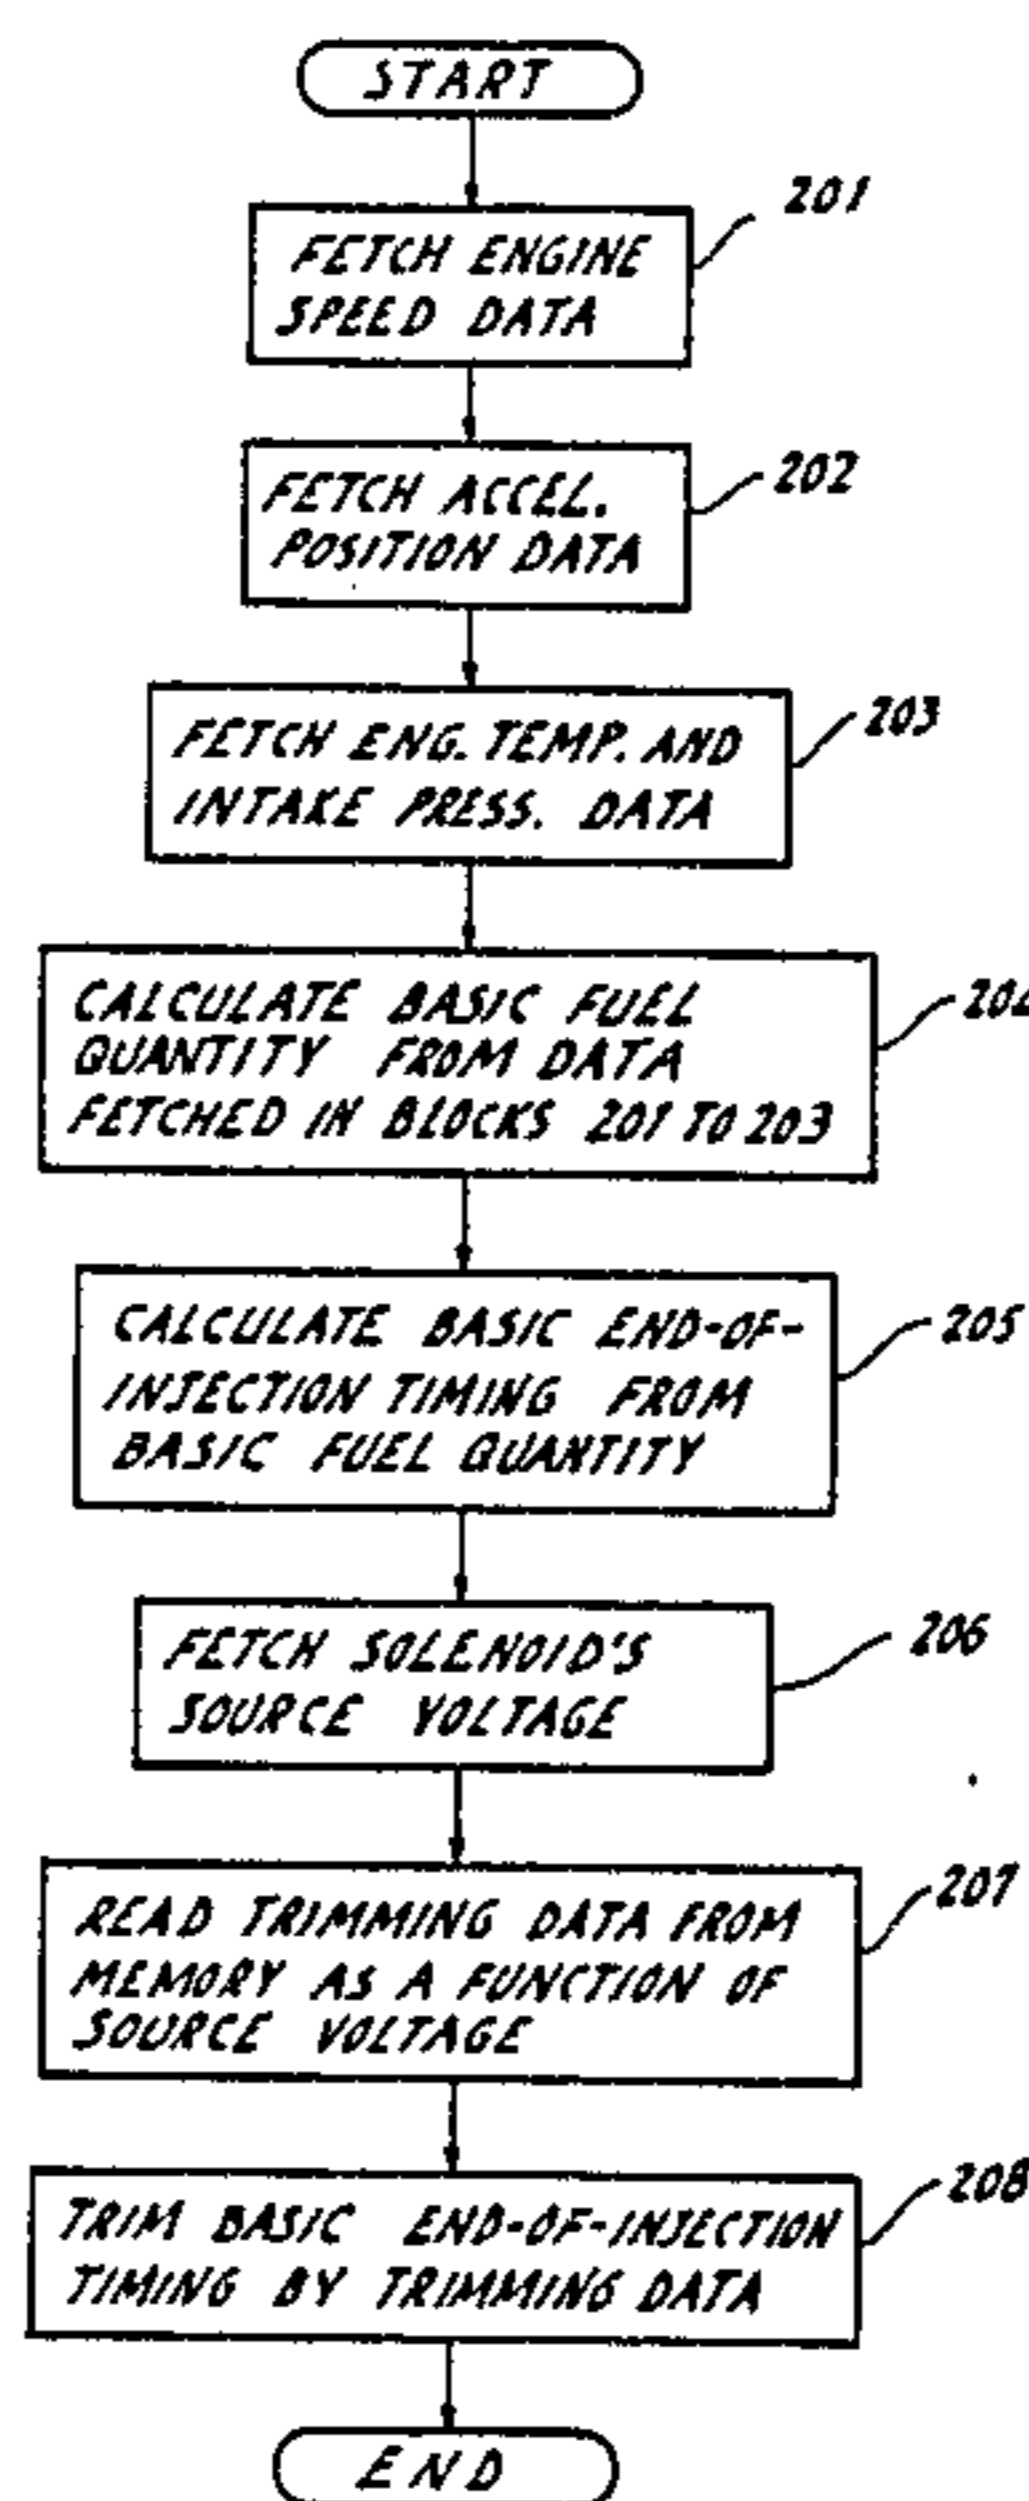 START
201
FETCH ENGINE
SPEED DATA
202
FETCH ACCEL.
POSITION DATA
203
FETCH ENG. TEMP. AND
INTAKE PRESS. DATA
CALCULATE BASIC FUEL
QUANTITY FROM DATA
FETCHED IN BLOCKS 201 TO 203
205
CALCULATE BASIC END-OF-
INJECTION TIMING FROM
BASIC FUEL QUANTITY
206
FETCH SOLENOID'S
SOURCE VOLTAGE
207
READ TRIMMING DATA FROM
MEMORY AS A FUNCTION OF
SOURCE VOLTAGE
208
TRIM BASIC END-OF-INJECTION
TIMING BY TRIMMING DATA
END